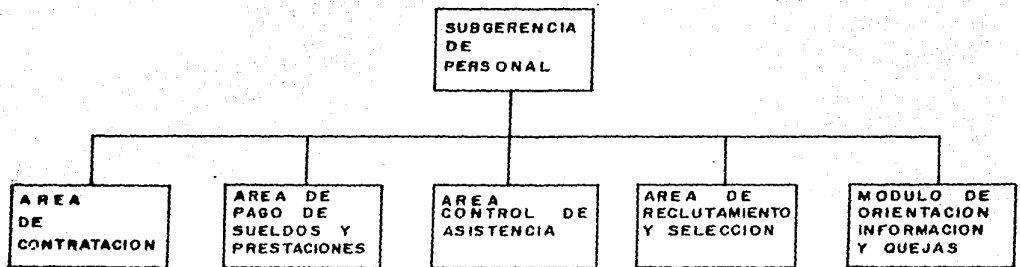 SUBGERENCIA
DE
PERSONAL
AREA
DE
CONTRATACION
AREA DE
PAGO DE
SUELDOS Y
PRESTACIONES
AREA
CONTROL DE
ASISTENCIA
AREA DE
RECLUTAMIENTO
Y SELECCION
MODULO DE
ORIENTACION
INFORMACION
Y QUEJAS